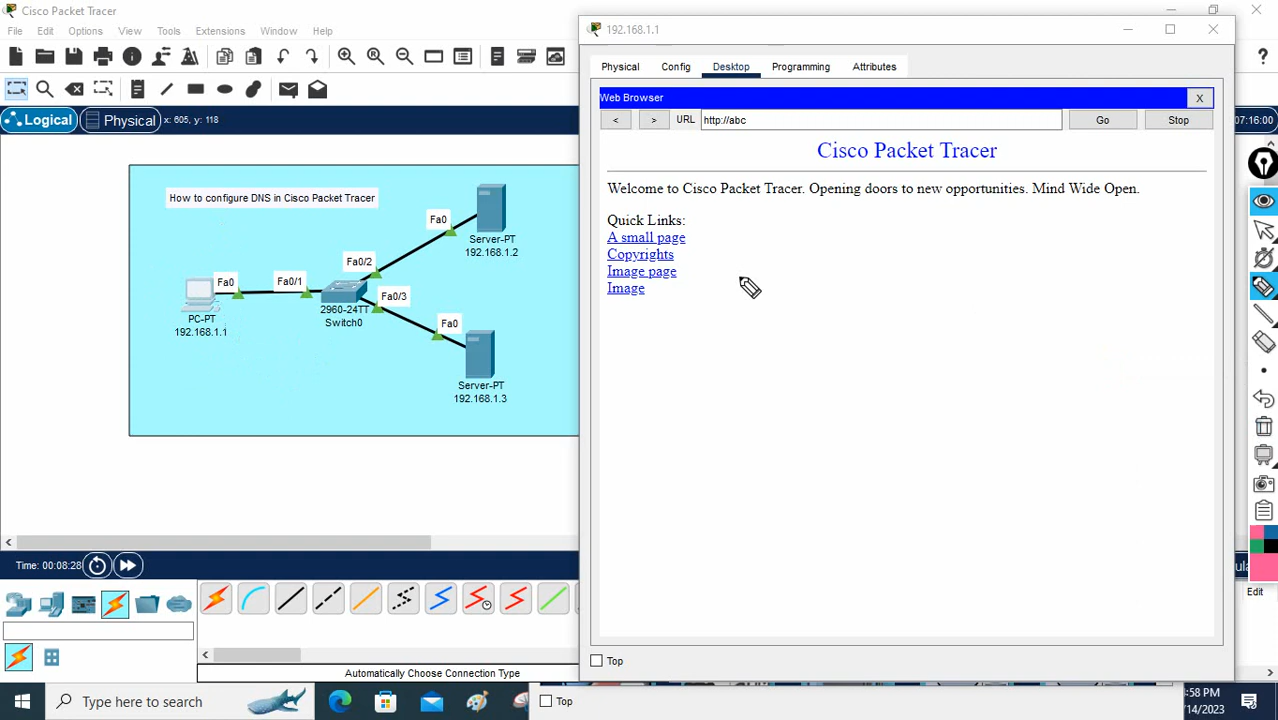 Cisco Packet Tracer
File Edit Options View Tools Extensions Window Help
Logical Physical x: 605, y: 118
07:16:00
How to configure DNS in Cisco Packet Tracer
Fa0
Server-PT
192.168.1.2
Fa0/2
Fa0
Fa0/1
Fa0/3
PC-PT
192.168.1.1
2960-24TT
Switch0
Fa0
Server-PT
192.168.1.3
Time: 00:08:28
Automatically Choose Connection Type
192.168.1.1
Physical Config Desktop Programming Attributes
Web Browser X
< > URL http://abc Go Stop
Cisco Packet Tracer
Welcome to Cisco Packet Tracer. Opening doors to new opportunities. Mind Wide Open.
Quick Links:
A small page
Copyrights
Image page
Image
Top
Edit
Type here to search
Top
:58 PM
/14/2023